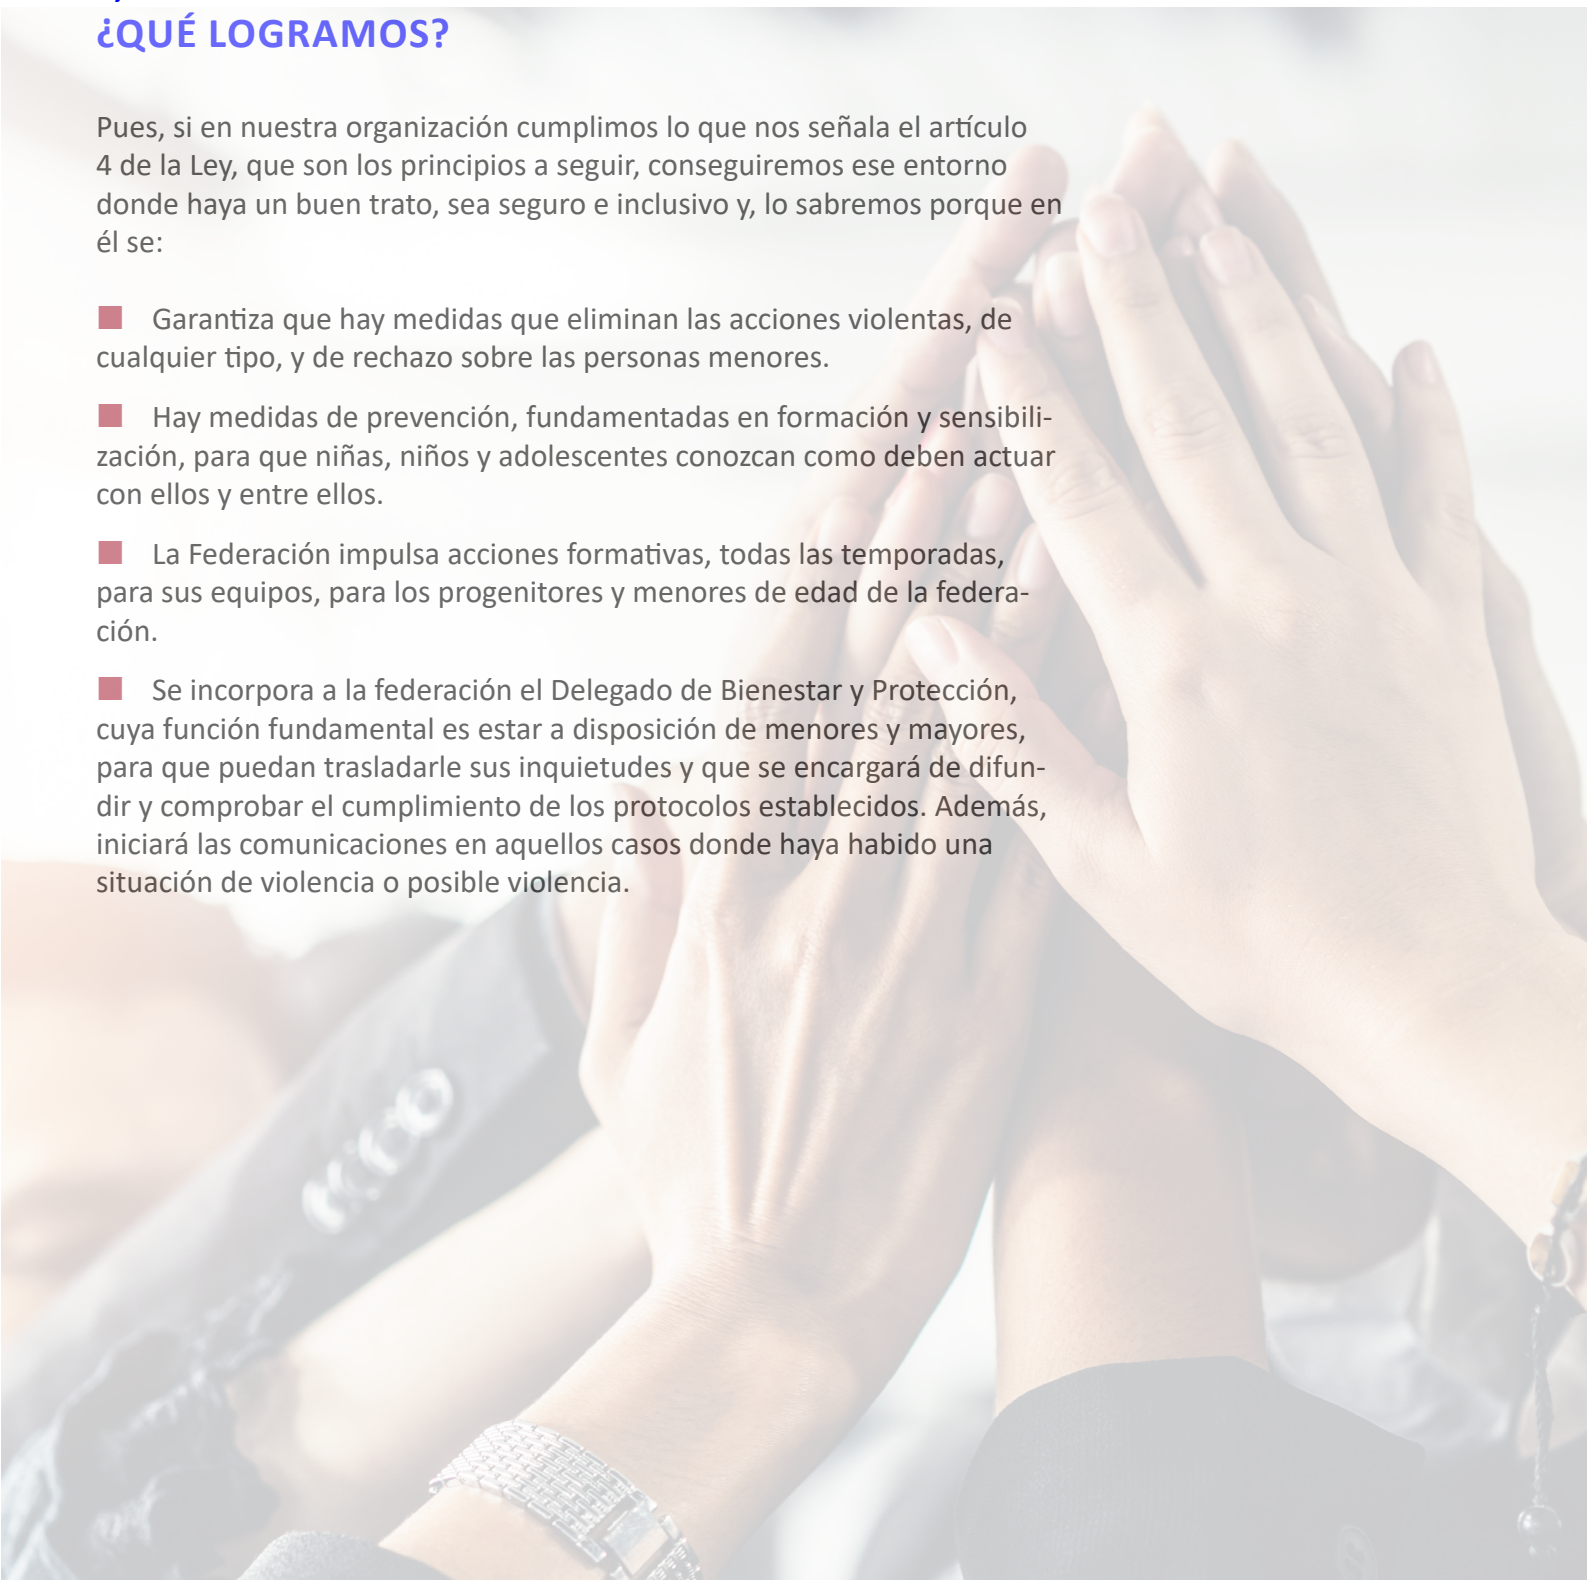 ¿QUÉ LOGRAMOS?
Pues, si en nuestra organización cumplimos lo que nos señala el artículo
4 de la Ley, que son los principios a seguir, conseguiremos ese entorno
donde haya un buen trato, sea seguro e inclusivo y, lo sabremos porque en
él se:
Garantiza que hay medidas que eliminan las acciones violentas, de
cualquier tipo, y de rechazo sobre las personas menores.
Hay medidas de prevención, fundamentadas en formación y sensibili-
zación, para que niñas, niños y adolescentes conozcan como deben actuar
con ellos y entre ellos.
La Federación impulsa acciones formativas, todas las temporadas,
para sus equipos, para los progenitores y menores de edad de la federa-
ción.
Se incorpora a la federación el Delegado de Bienestar y Protección,
cuya función fundamental es estar a disposición de menores y mayores,
para que puedan trasladarle sus inquietudes y que se encargará de difun-
dir y comprobar el cumplimiento de los protocolos establecidos. Además,
iniciará las comunicaciones en aquellos casos donde haya habido una
situación de violencia o posible violencia.